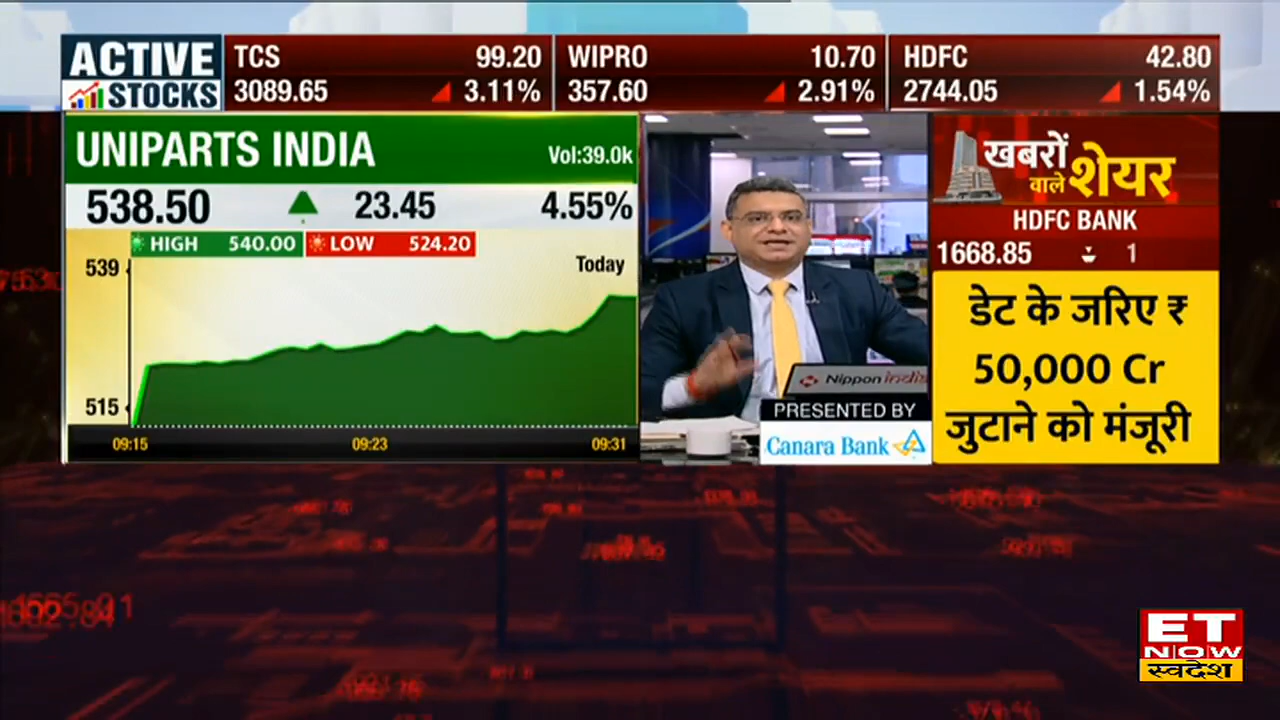 ACTIVE STOCKS
TCS 99.20
3089.65 3.11%
WIPRO 10.70
357.60 2.91%
HDFC 42.80
2744.05 1.54%
UNIPARTS INDIA Vol:39.0k
538.50 23.45 4.55%
HIGH 540.00 LOW 524.20
Today
539
515
09:15 09:23 09:31
Nippon india
PRESENTED BY
Canara Bank
खबरों
वाले शेयर
HDFC BANK
1668.85 1
डेट के जरिए ₹
50,000 Cr
जुटाने को मंजूरी
ET
NOW
स्वदेश